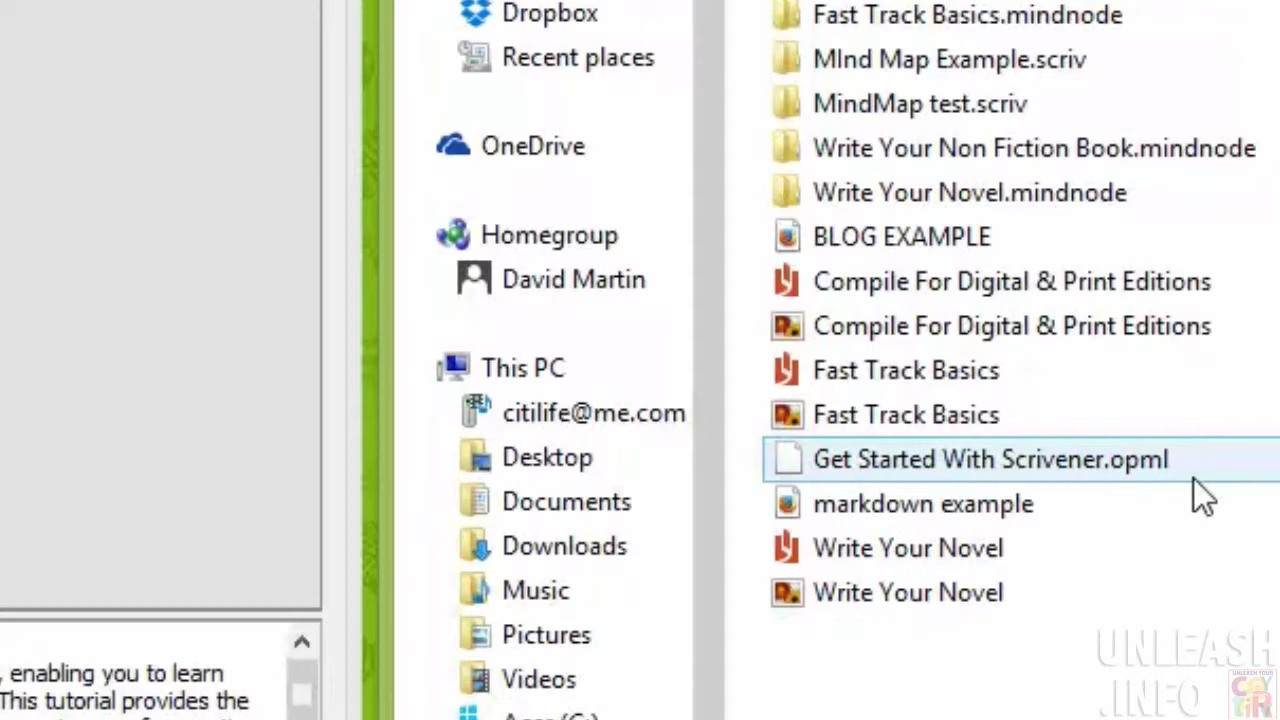 Dropbox
Recent places
OneDrive
Homegroup
David Martin
This PC
citilife@me.com
Desktop
Documents
Downloads
Music
Pictures
Videos
Fast Track Basics.mindnode
MInd Map Example.scriv
MindMap test.scriv
Write Your Non Fiction Book.mindnode
Write Your Novel.mindnode
BLOG EXAMPLE
Compile For Digital & Print Editions
Compile For Digital & Print Editions
Fast Track Basics
Fast Track Basics
Get Started With Scrivener.opml
markdown example
Write Your Novel
Write Your Novel
, enabling you to learn
This tutorial provides the
UNLEASH
.INFO